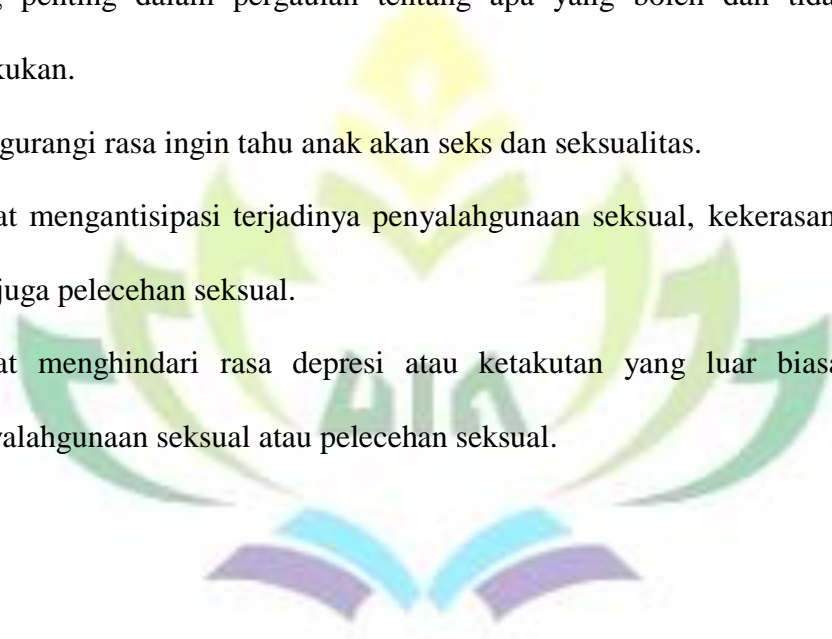 penting dalam pergaulan tentang apa yang boleh dan
kukan.
gurangi rasa ingin tahu anak akan seks dan seksualitas.
at mengantisipasi terjadinya penyalahgunaan seksual, kekerasan
juga pelecehan seksual.
at menghindari rasa depresi atau ketakutan yang luar biasa
yalahgunaan seksual atau pelecehan seksual.